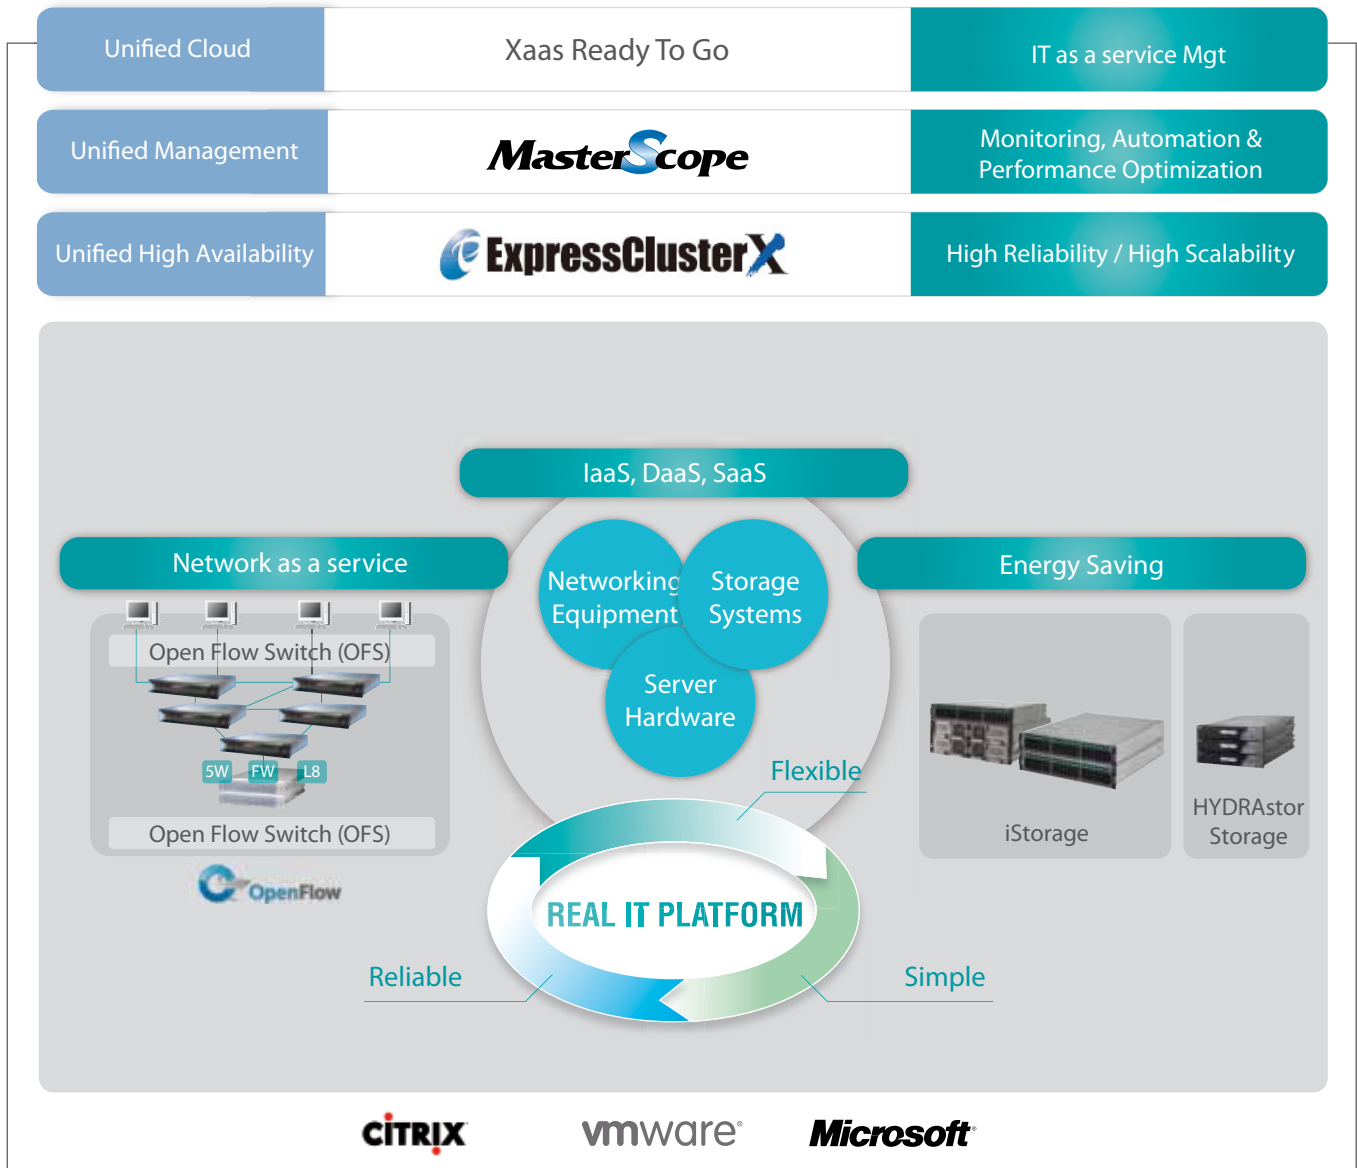 Unified Cloud
Xaas Ready To Go
IT as a service Mgt
Unified Management
MasterScope
Monitoring, Automation &
Performance Optimization
Unified High Availability
ExpressClusterX
High Reliability / High Scalability
IaaS, DaaS, SaaS
Network as a service
Energy Saving
Networking
Equipment
Storage
Systems
Server
Hardware
Open Flow Switch (OFS)
5W
FW
L8
Open Flow Switch (OFS)
OpenFlow
iStorage
HYDRAstor
Storage
Flexible
REAL IT PLATFORM
Reliable
Simple
CITRIX
vmware®
Microsoft®